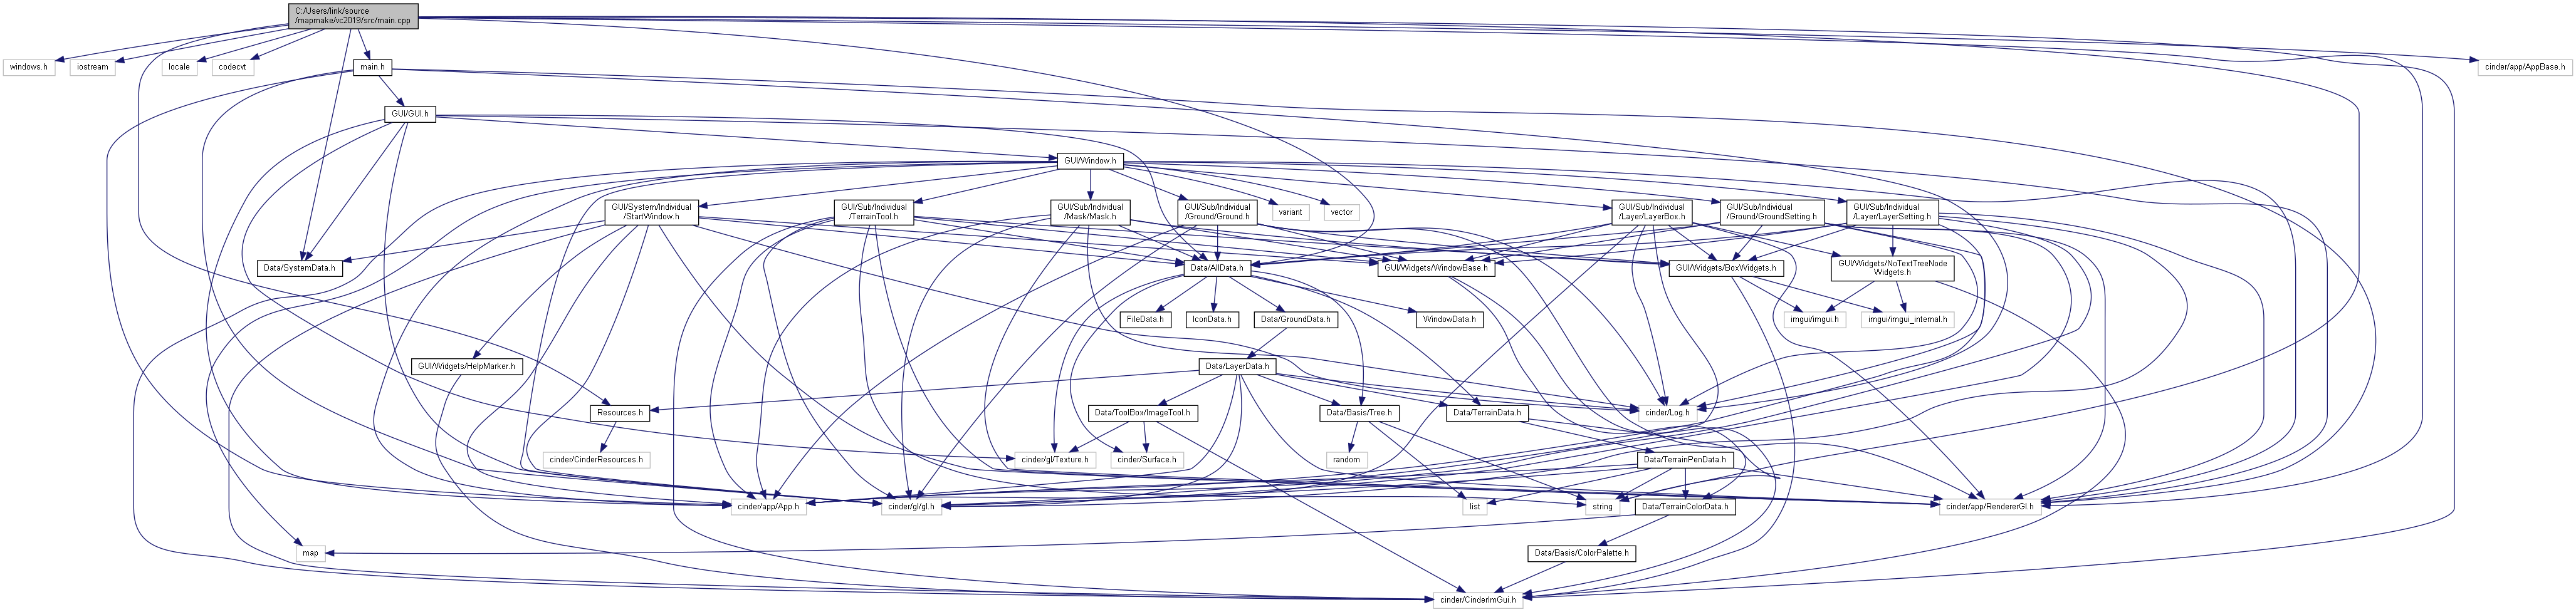 C:/Users/link/source
/mapmake/vc2019/src/main.cpp
windows.h
iostream
locale
codecvt
main.h
cinder/app/AppBase.h
GUI/GUI.h
GUI/Window.h
GUI/System/Individual
/StartWindow.h
GUI/Sub/Individual
/TerrainTool.h
GUI/Sub/Individual
/Mask/Mask.h
GUI/Sub/Individual
/Ground/Ground.h
variant
vector
GUI/Sub/Individual
/Layer/LayerBox.h
GUI/Sub/Individual
/Ground/GroundSetting.h
GUI/Sub/Individual
/Layer/LayerSetting.h
Data/SystemData.h
Data/AllData.h
GUI/Widgets/WindowBase.h
GUI/Widgets/BoxWidgets.h
GUI/Widgets/NoTextTreeNode
Widgets.h
FileData.h
IconData.h
Data/GroundData.h
WindowData.h
imgui/imgui.h
imgui/imgui_internal.h
GUI/Widgets/HelpMarker.h
Data/LayerData.h
Resources.h
Data/ToolBox/ImageTool.h
Data/Basis/Tree.h
Data/TerrainData.h
cinder/Log.h
cinder/CinderResources.h
cinder/gl/Texture.h
cinder/Surface.h
random
Data/TerrainPenData.h
cinder/app/App.h
cinder/gl/gl.h
list
string
Data/TerrainColorData.h
cinder/app/RendererGl.h
map
Data/Basis/ColorPalette.h
cinder/CinderImGui.h